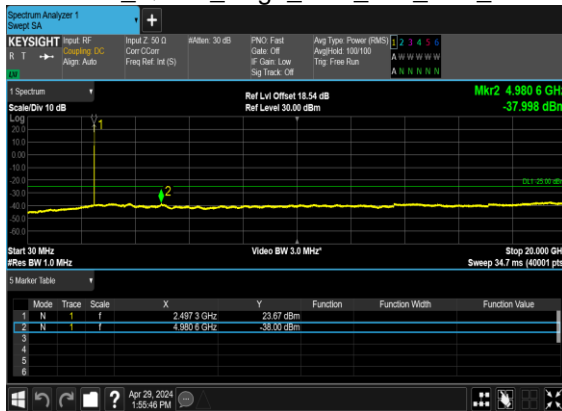 Spectrum Analyzer 1
Swept SA
+
KEYSIGHT
R T
Input: RF
Coupling: DC
Align: Auto
Input Z: 50 Ω
Corr CCorr
Freq Ref: Int (S)
#Atten: 30 dB
PNO: Fast
Gate: Off
IF Gain: Low
Sig Track: Off
Avg Type: Power (RMS)
Avg|Hold: 100/100
Trig: Free Run
1 2 3 4 5 6
A W W W W W
A N N N N N
1 Spectrum
Scale/Div 10 dB
Ref Lvl Offset 18.54 dB
Ref Level 30.00 dBm
Mkr2 4.980 6 GHz
-37.998 dBm
Log
20.0
10.0
0.00
-10.0
-20.0
-30.0
-40.0
-50.0
-60.0
1
2
DL1 -25.00 dBm
Start 30 MHz
#Res BW 1.0 MHz
Video BW 3.0 MHz*
Stop 20.000 GHz
Sweep 34.7 ms (40001 pts)
5 Marker Table
Mode Trace Scale X Y Function Function Width Function Value
1 N 1 f 2.497 3 GHz 23.67 dBm
2 N 1 f 4.980 6 GHz -38.00 dBm
3
4
5
6
?
Apr 29, 2024
1:55:46 PM